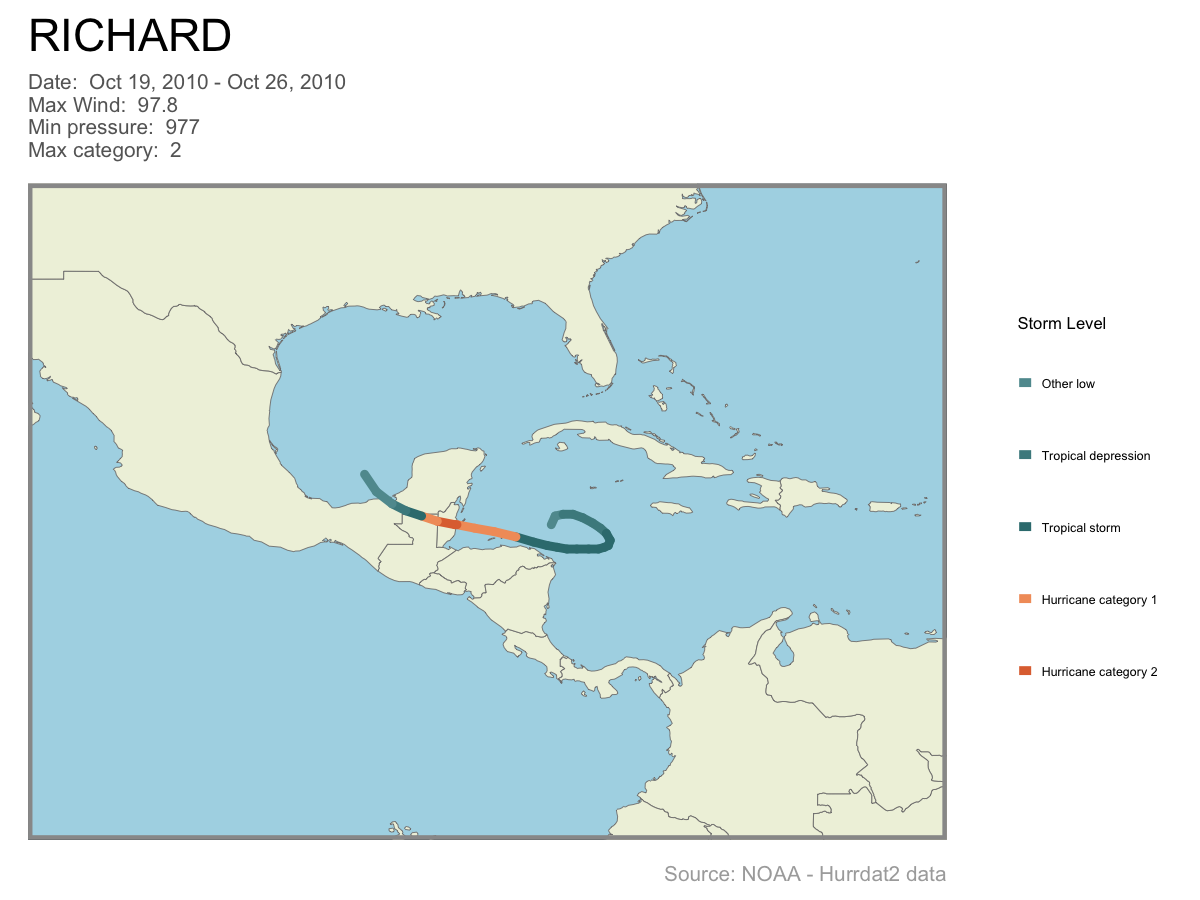 RICHARD
Date:  Oct 19, 2010 - Oct 26, 2010
Max Wind:  97.8
Min pressure:  977
Max category:  2
Storm Level
Other low
Tropical depression
Tropical storm
Hurricane category 1
Hurricane category 2
Source: NOAA - Hurrdat2 data